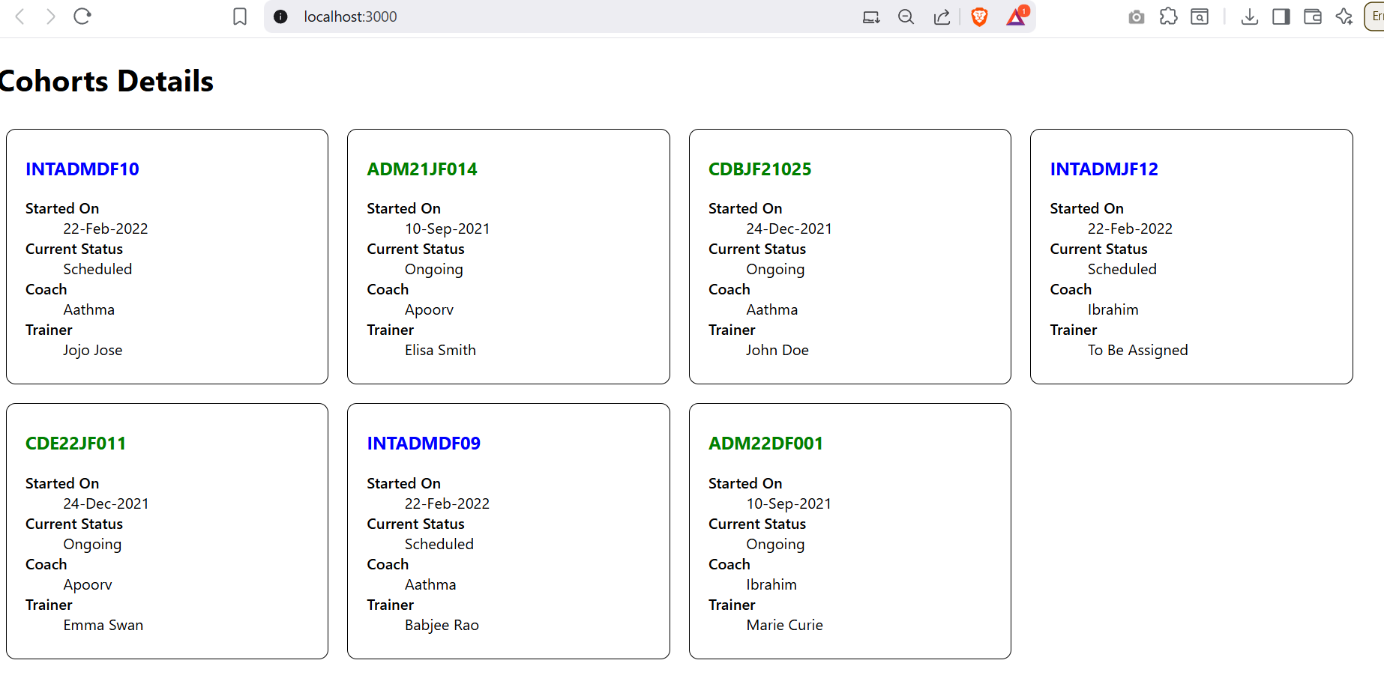 localhost:3000
1
Er
Cohorts Details
INTADMDF10
Started On
22-Feb-2022
Current Status
Scheduled
Coach
Aathma
Trainer
Jojo Jose
ADM21JF014
Started On
10-Sep-2021
Current Status
Ongoing
Coach
Apoorv
Trainer
Elisa Smith
CDBJF21025
Started On
24-Dec-2021
Current Status
Ongoing
Coach
Aathma
Trainer
John Doe
INTADMJF12
Started On
22-Feb-2022
Current Status
Scheduled
Coach
Ibrahim
Trainer
To Be Assigned
CDE22JF011
Started On
24-Dec-2021
Current Status
Ongoing
Coach
Apoorv
Trainer
Emma Swan
INTADMDF09
Started On
22-Feb-2022
Current Status
Scheduled
Coach
Aathma
Trainer
Babjee Rao
ADM22DF001
Started On
10-Sep-2021
Current Status
Ongoing
Coach
Ibrahim
Trainer
Marie Curie